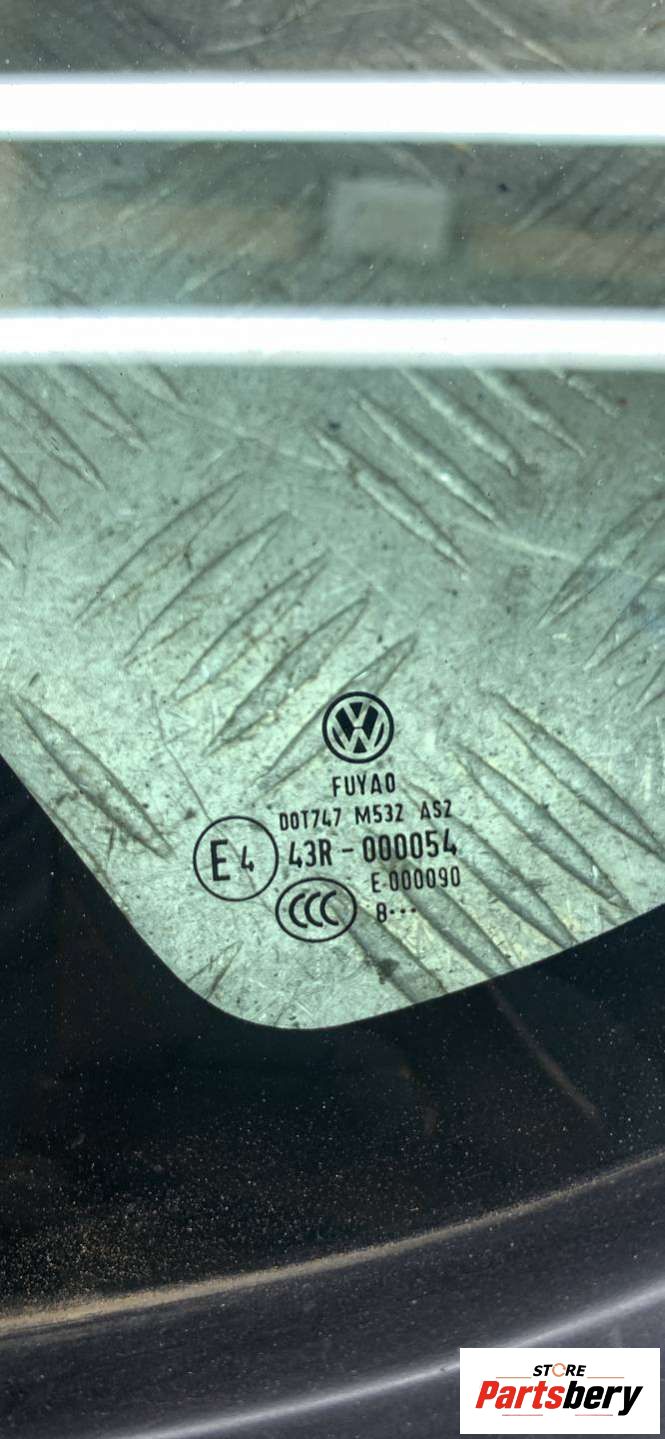 VW
FUYAO
DOT747 M532 AS2
E4 43R-000054
E-000090
CCC 8···
STORE
Partsbery